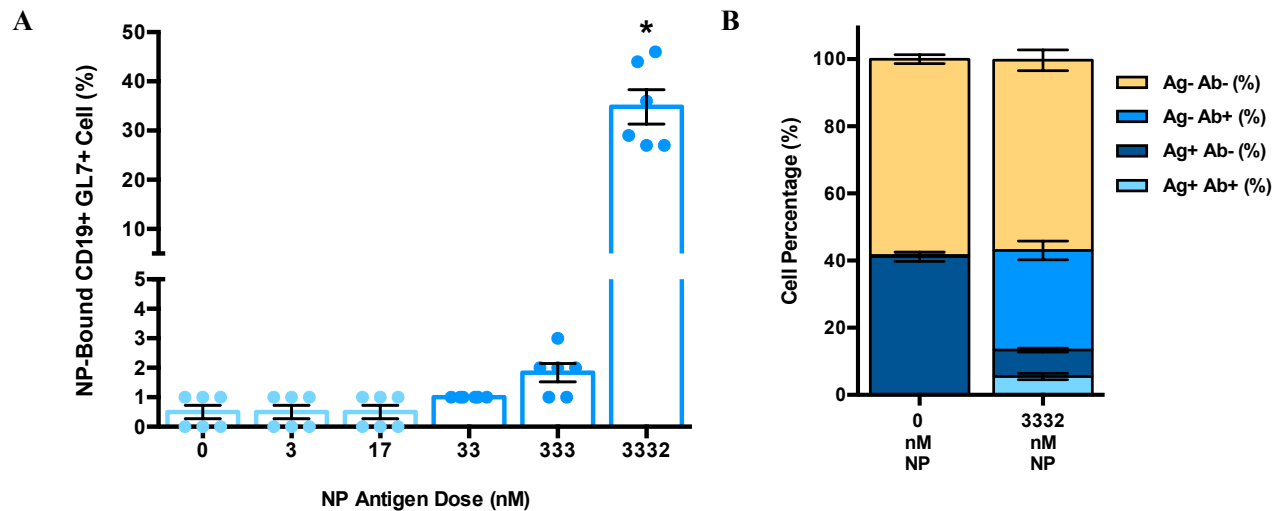 A
NP-Bound CD19+ GL7+ Cell (%)
50
40
30
20
10
5
4
3
2
1
0
*
0 3 17 33 333 3332
NP Antigen Dose (nM)
B
Cell Percentage (%)
100
80
60
40
20
0
0
nM
NP
3332
nM
NP
Ag- Ab- (%)
Ag- Ab+ (%)
Ag+ Ab- (%)
Ag+ Ab+ (%)